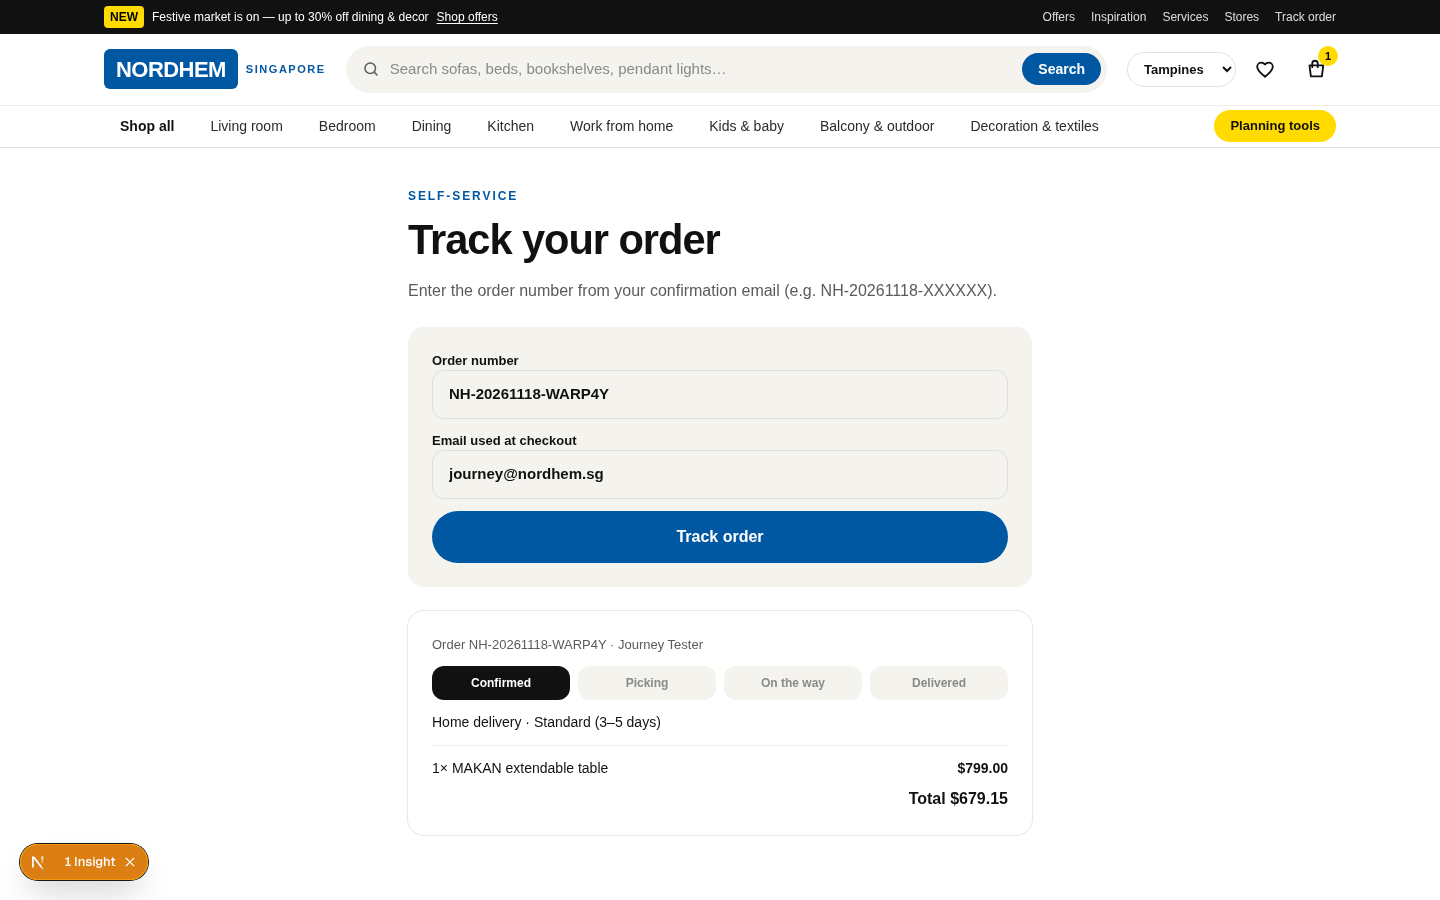 NEW Festive market is on — up to 30% off dining & decor Shop offers
Offers Inspiration Services Stores Track order
NORDHEM SINGAPORE
Search sofas, beds, bookshelves, pendant lights…
Search
Tampines
1
Shop all Living room Bedroom Dining Kitchen Work from home Kids & baby Balcony & outdoor Decoration & textiles Planning tools
SELF-SERVICE
Track your order
Enter the order number from your confirmation email (e.g. NH-20261118-XXXXXX).
Order number
NH-20261118-WARP4Y
Email used at checkout
journey@nordhem.sg
Track order
Order NH-20261118-WARP4Y · Journey Tester
Confirmed Picking On the way Delivered
Home delivery · Standard (3–5 days)
1× MAKAN extendable table $799.00
Total $679.15
N 1 Insight